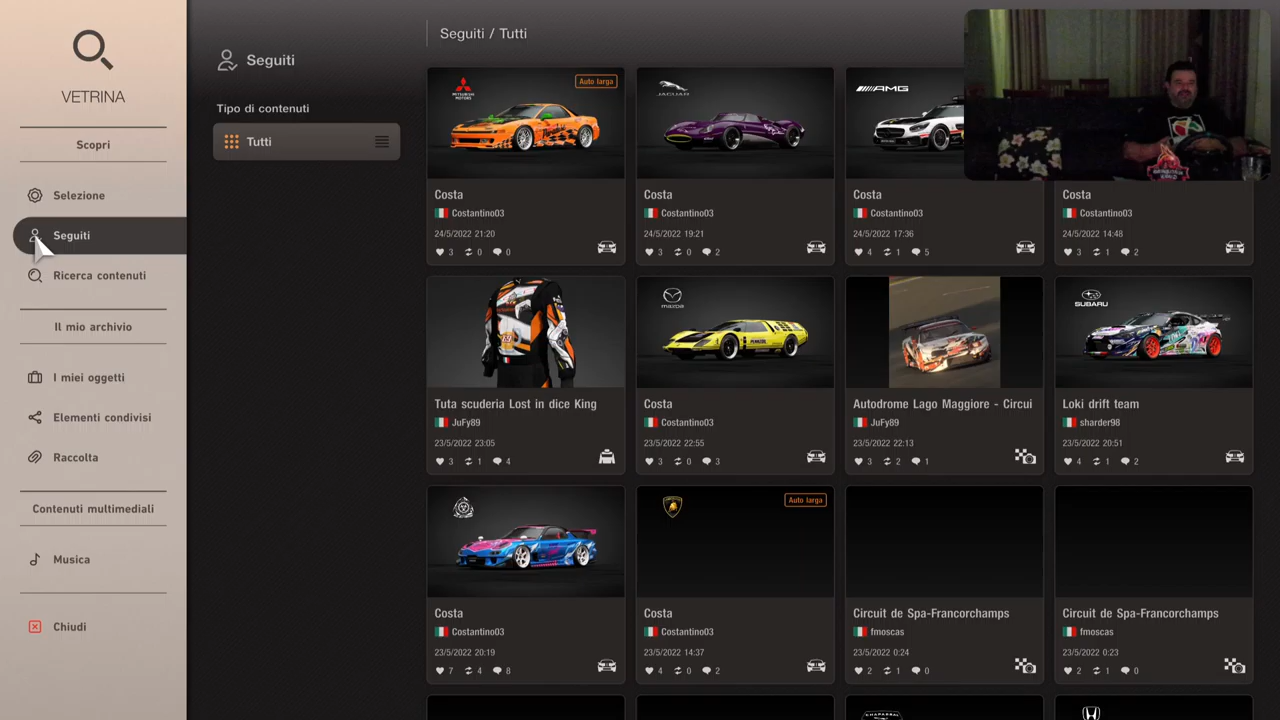 VETRINA
Scopri
Selezione
Seguiti
Ricerca contenuti
Il mio archivio
I miei oggetti
Elementi condivisi
Raccolta
Contenuti multimediali
Musica
Chiudi
Seguiti
Tipo di contenuti
Tutti
Seguiti / Tutti
MITSUBISHI MOTORS
Auto larga
Costa
Costantino03
24/5/2022 21:20
3 0 0
JAGUAR
Costa
Costantino03
24/5/2022 19:21
3 0 2
AMG
Costa
Costantino03
24/5/2022 17:36
4 1 5
Costa
Costantino03
24/5/2022 14:48
3 1 2
Tuta scuderia Lost in dice King
JuFy89
23/5/2022 23:05
3 1 4
mazda
Costa
Costantino03
23/5/2022 22:55
3 0 3
Autodrome Lago Maggiore - Circui
JuFy89
23/5/2022 22:13
3 2 1
SUBARU
Loki drift team
sharder98
23/5/2022 20:51
4 1 2
Costa
Costantino03
23/5/2022 20:19
7 4 8
Auto larga
Costa
Costantino03
23/5/2022 14:37
4 0 2
Circuit de Spa-Francorchamps
fmoscas
23/5/2022 0:24
2 1 0
Circuit de Spa-Francorchamps
fmoscas
23/5/2022 0:23
2 1 0